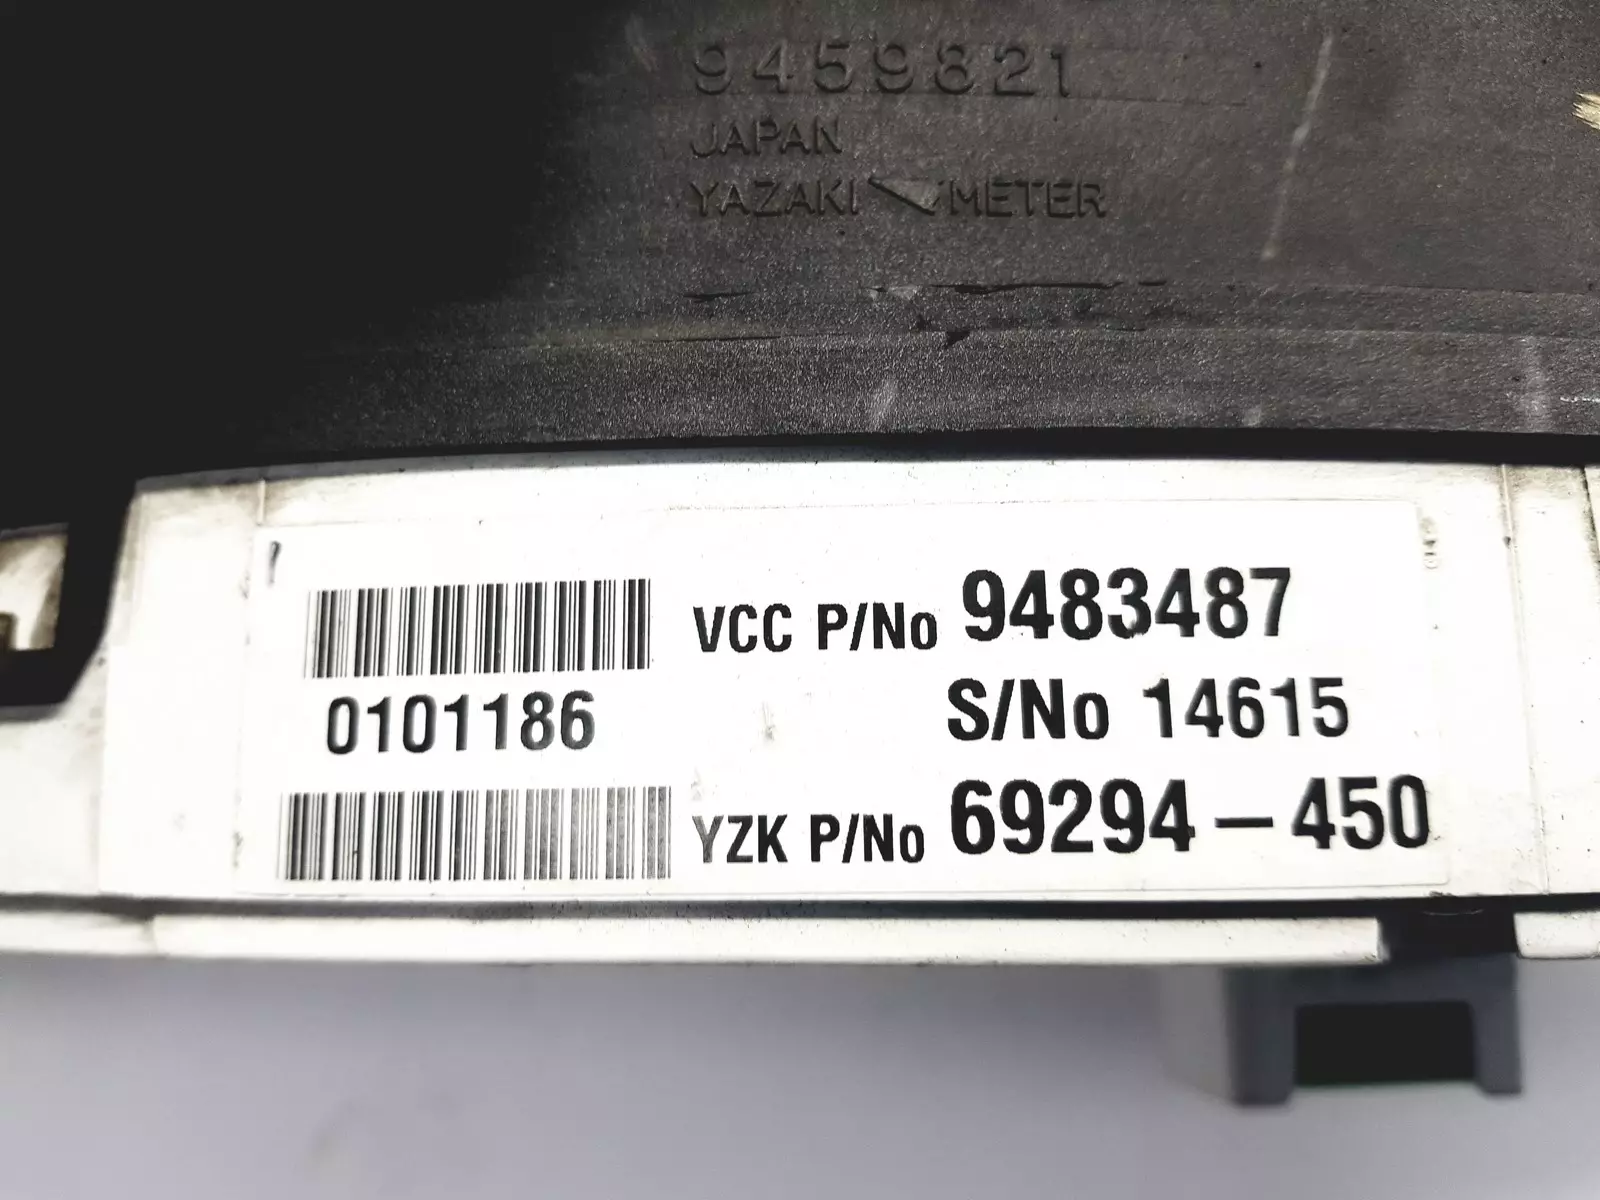 9459821
JAPAN
YAZAKI METER
VCC P/No 9483487
0101186
S/No 14615
YZK P/No 69294-450